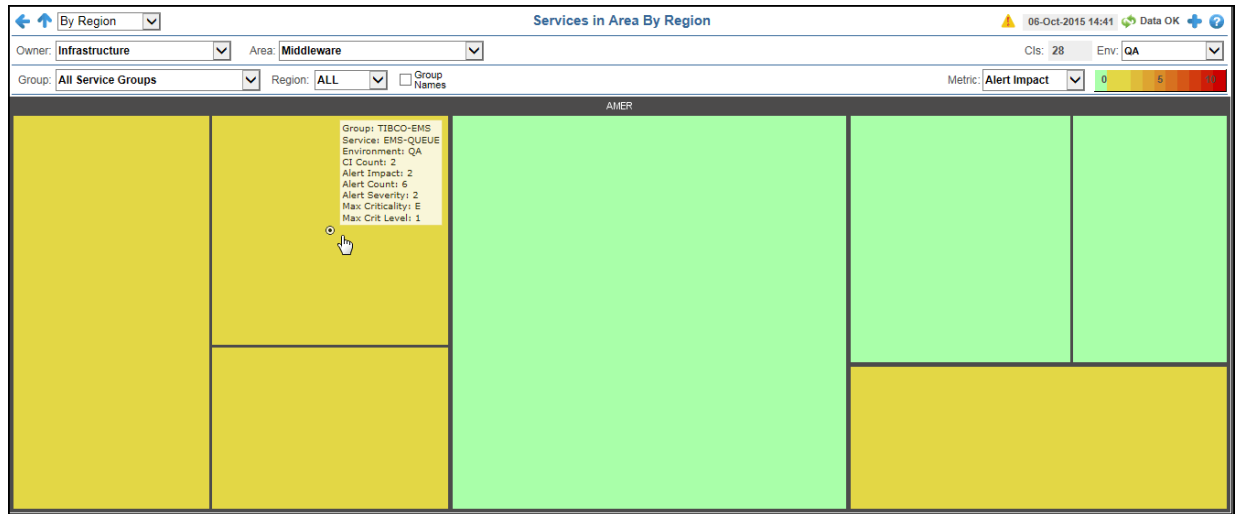 By Region
Services in Area By Region
06-Oct-2015 14:41
Data OK
Owner: Infrastructure
Area: Middleware
CIs: 28
Env: QA
Group: All Service Groups
Region: ALL
Group
Names
Metric: Alert Impact
0 5 10
AMER
Group: TIBCO-EMS
Service: EMS-QUEUE
Environment: QA
CI Count: 2
Alert Impact: 2
Alert Count: 6
Alert Severity: 2
Max Criticality: E
Max Crit Level: 1